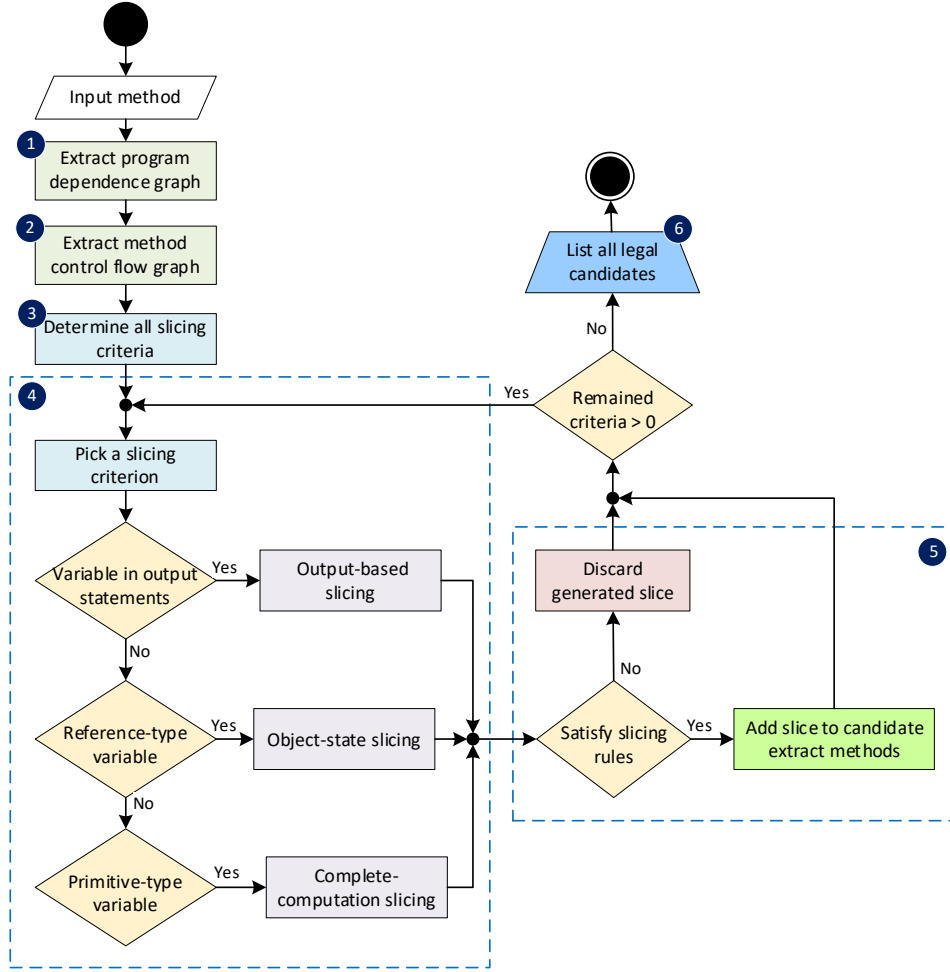 Input method
1
Extract program
dependence graph
2
Extract method
control flow graph
3
Determine all slicing
criteria
4
Pick a slicing
criterion
Variable in output
statements
Yes
Output-based
slicing
No
Reference-type
variable
Yes
Object-state slicing
No
Primitive-type
variable
Yes
Complete-
computation slicing
5
Satisfy slicing
rules
Yes
Add slice to candidate
extract methods
No
Discard
generated slice
Remained
criteria > 0
Yes
No
6
List all legal
candidates